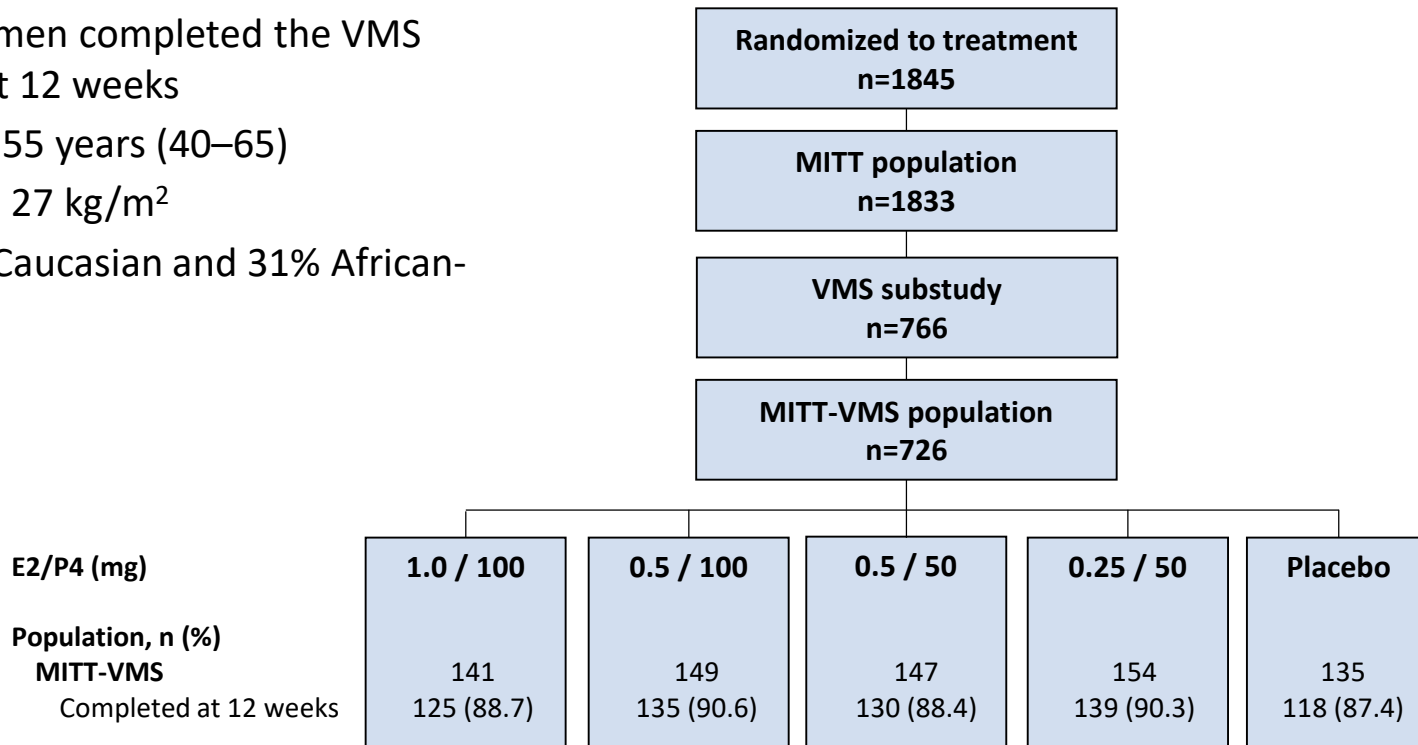 men completed the VMS
t 12 weeks
55 years (40–65)
27 kg/m²
Caucasian and 31% African-
Randomized to treatment
n=1845
MITT population
n=1833
VMS substudy
n=766
MITT-VMS population
n=726
E2/P4 (mg) 1.0 / 100 0.5 / 100 0.5 / 50 0.25 / 50 Placebo
Population, n (%)
MITT-VMS 141 149 147 154 135
Completed at 12 weeks 125 (88.7) 135 (90.6) 130 (88.4) 139 (90.3) 118 (87.4)